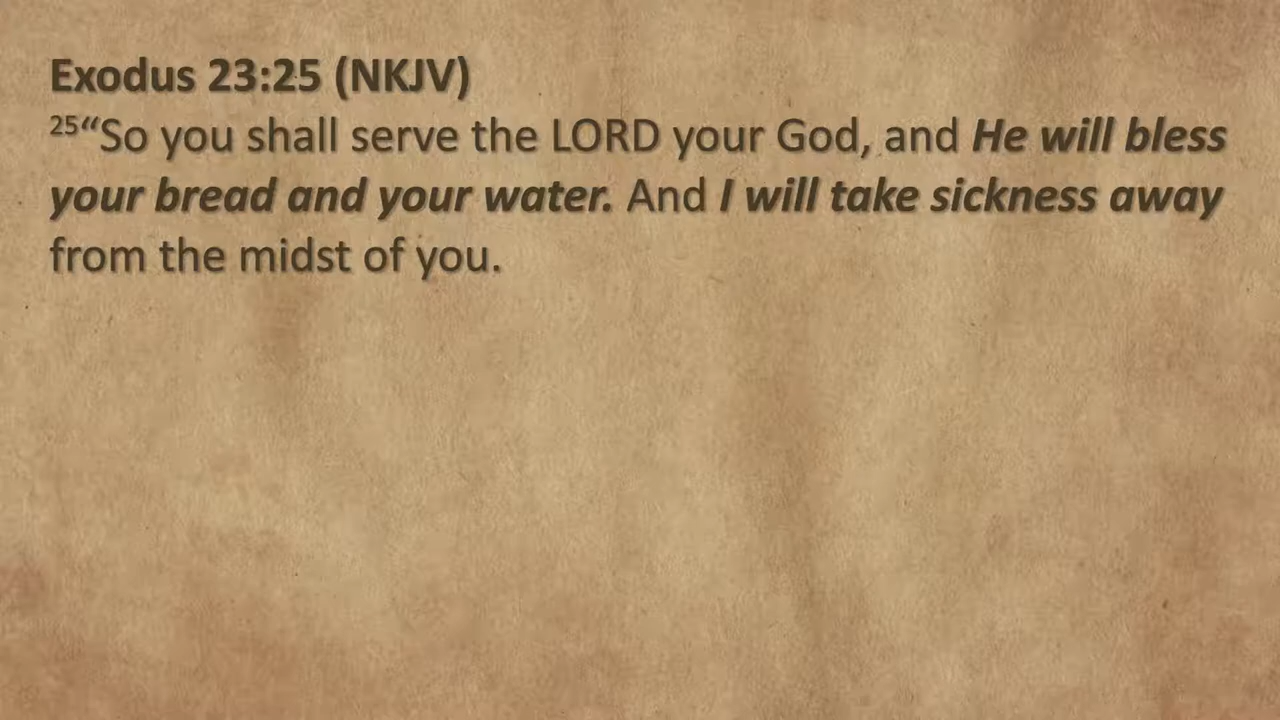 Exodus 23:25 (NKJV)
25“So you shall serve the LORD your God, and He will bless
your bread and your water. And I will take sickness away
from the midst of you.